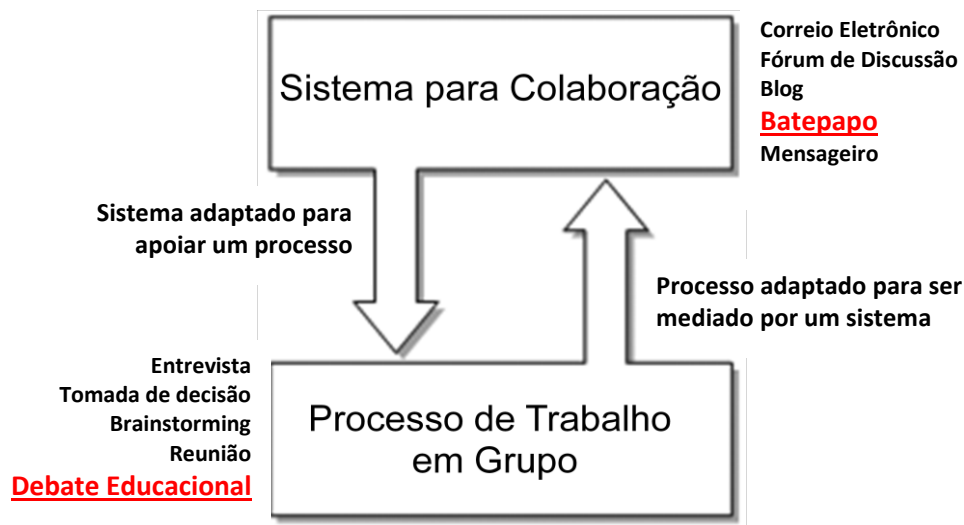 Sistema para Colaboração
Correio Eletrônico
Fórum de Discussão
Blog
Batepapo
Mensageiro
Sistema adaptado para
apoiar um processo
Processo adaptado para ser
mediado por um sistema
Entrevista
Tomada de decisão
Brainstorming
Reunião
Debate Educacional
Processo de Trabalho
em Grupo